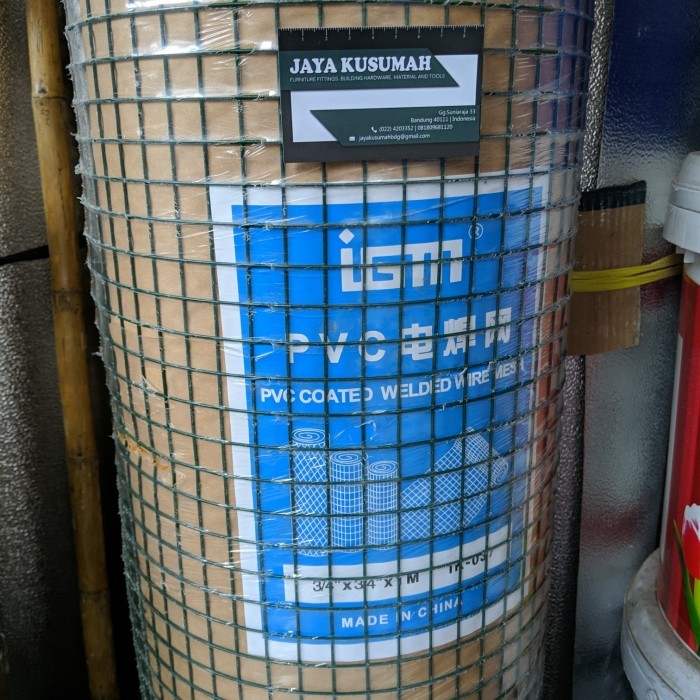 JAYA KUSUMAH
FURNITURE FITTINGS, BUILDING HARDWARE, MATERIAL AND TOOLS
Gg.Suniaraja 33
Bandung 40111 | Indonesia
(022) 4203352 | 081809681120
jayakusumahbdg@gmail.com
iGM®
PVC电焊网
PVC COATED WELDED WIRE MESH
3/4" X 3/4" X 1 M
MADE IN CHINA